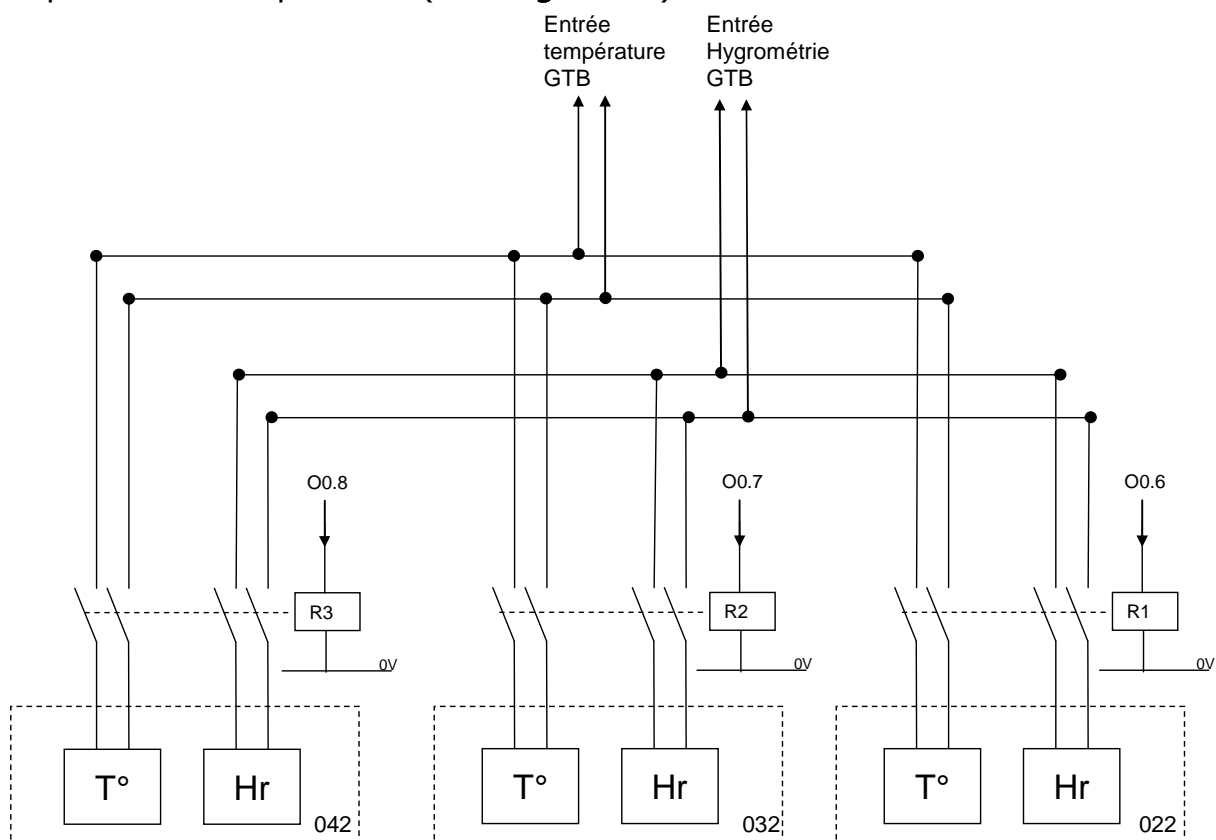 Entrée
température
GTB
Entrée
Hygrométrie
GTB
O0.8
O0.7
O0.6
R3
R2
R1
0V
0V
0V
T°
Hr
042
T°
Hr
032
T°
Hr
022